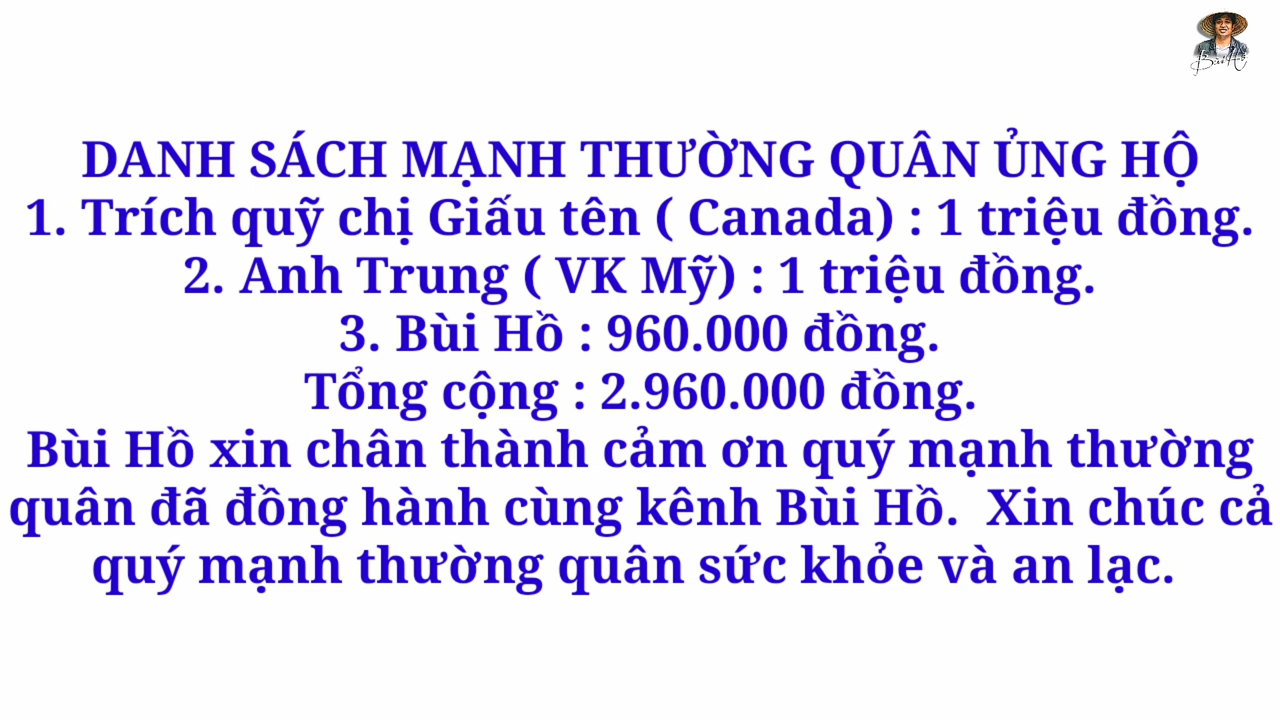 DANH SÁCH MẠNH THƯỜNG QUÂN ỦNG HỘ
1. Trích quỹ chị Giấu tên ( Canada) : 1 triệu đồng.
2. Anh Trung ( VK Mỹ) : 1 triệu đồng.
3. Bùi Hồ : 960.000 đồng.
Tổng cộng : 2.960.000 đồng.
Bùi Hồ xin chân thành cảm ơn quý mạnh thường
quân đã đồng hành cùng kênh Bùi Hồ. Xin chúc cả
quý mạnh thường quân sức khỏe và an lạc.